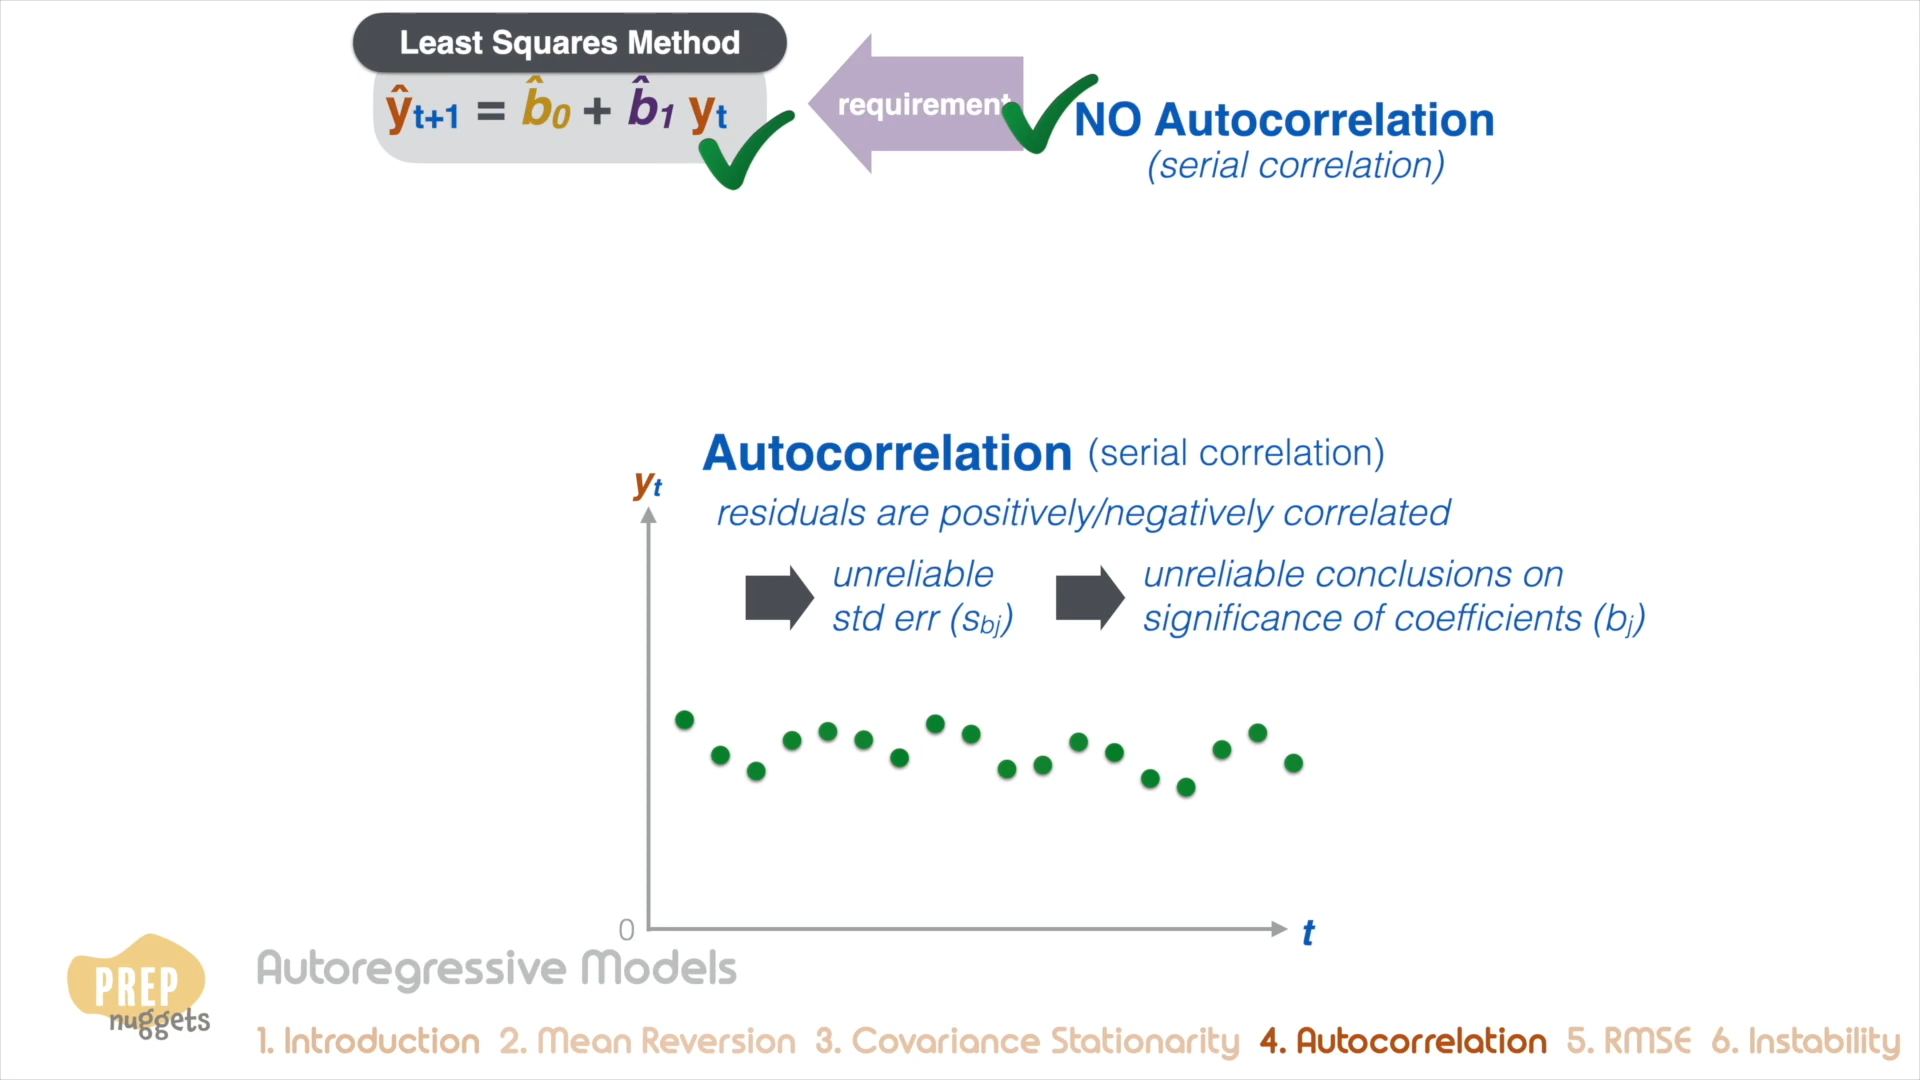 Least Squares Method
ŷt+1 = b̂0 + b̂1 yt
requirement
NO Autocorrelation
(serial correlation)
Autocorrelation (serial correlation)
yt
residuals are positively/negatively correlated
unreliable
std err (sbj)
unreliable conclusions on
significance of coefficients (bj)
0
t
PREP
nuggets
Autoregressive Models
1. Introduction 2. Mean Reversion 3. Covariance Stationarity 4. Autocorrelation 5. RMSE 6. Instability